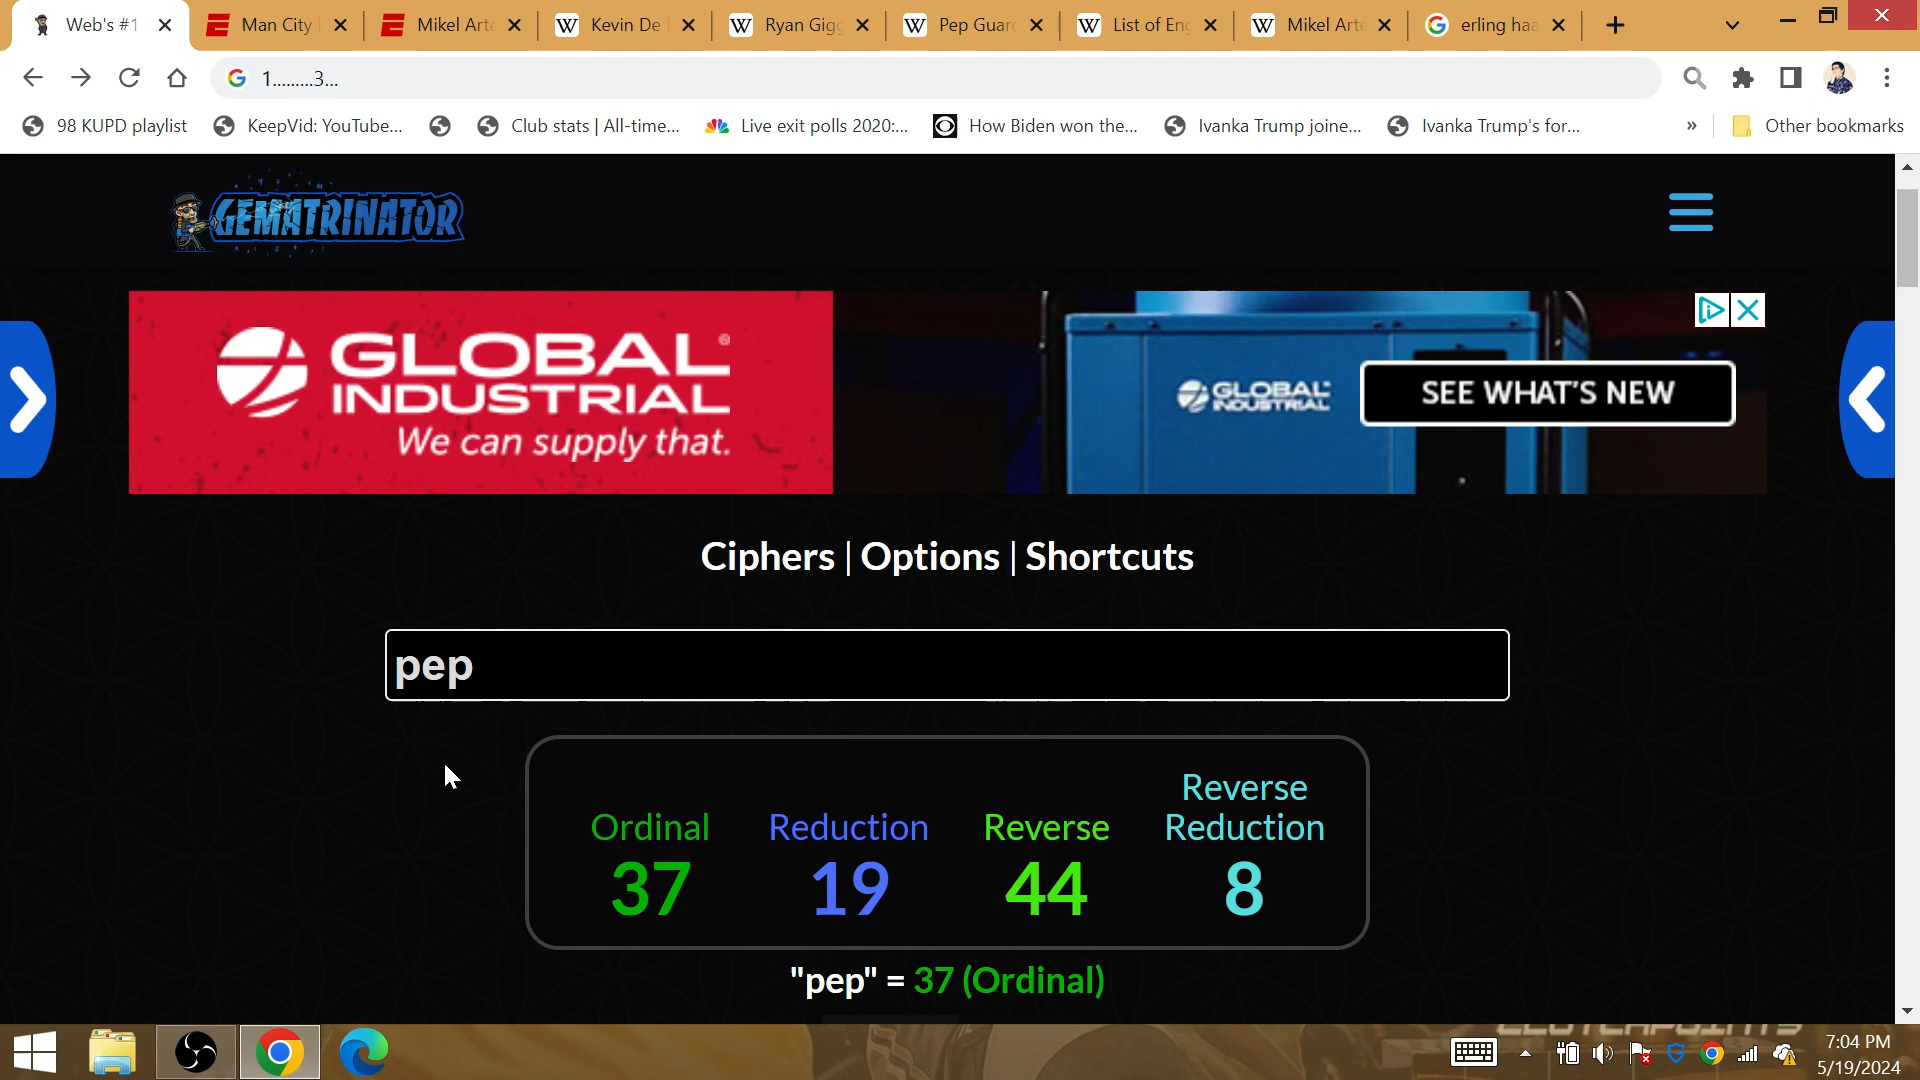 Web's #1
Man City
Mikel Arte
Kevin De
Ryan Gigg
Pep Guard
List of Eng
Mikel Arte
erling haa
1.........3...
98 KUPD playlist
KeepVid: YouTube...
Club stats | All-time...
Live exit polls 2020:...
How Biden won the...
Ivanka Trump joine...
Ivanka Trump's for...
»
Other bookmarks
GEMATRINATOR
GLOBAL®
INDUSTRIAL
We can supply that.
GLOBAL
INDUSTRIAL
SEE WHAT'S NEW
Ciphers | Options | Shortcuts
pep
Ordinal
37
Reduction
19
Reverse
44
Reverse
Reduction
8
"pep" = 37 (Ordinal)
CLUTCHPOINTS
7:04 PM
5/19/2024